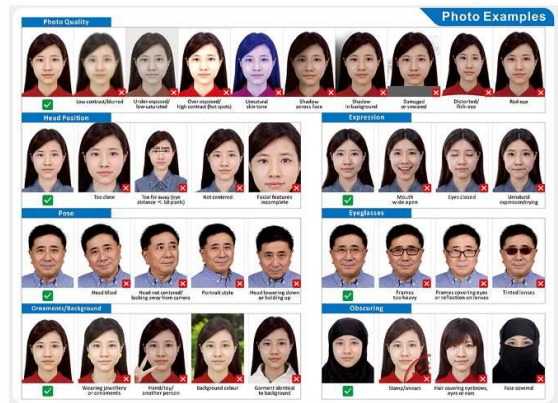 Photo Examples
Photo Quality
Low contrast/blurred
Under-exposed/
low-saturated
Over-exposed/
high contrast (hot spots)
Unnatural
skin tone
Shadow
across face
Shadow
in background
Damaged
or smeared
Distorted/
fish-eye
Red-eye
Head Position
Too close
Too far away (eye
distance < 60 pixels)
Not centered
Facial features
incomplete
Expression
Mouth
wide open
Eyes closed
Unnatural
expression/crying
Pose
Head tilted
Head not centered/
looking away from camera
Portrait style
Head lowering down
or holding up
Eyeglasses
Frames
too heavy
Frames covering eyes
or reflection on lenses
Tinted lenses
Ornaments/Background
Wearing jewellery
or ornaments
Hand/toy/
another person
Background colour
Garment identical
to background
Obscuring
Stamp/smears
Hair covering eyebrows,
eyes or ears
Face covered